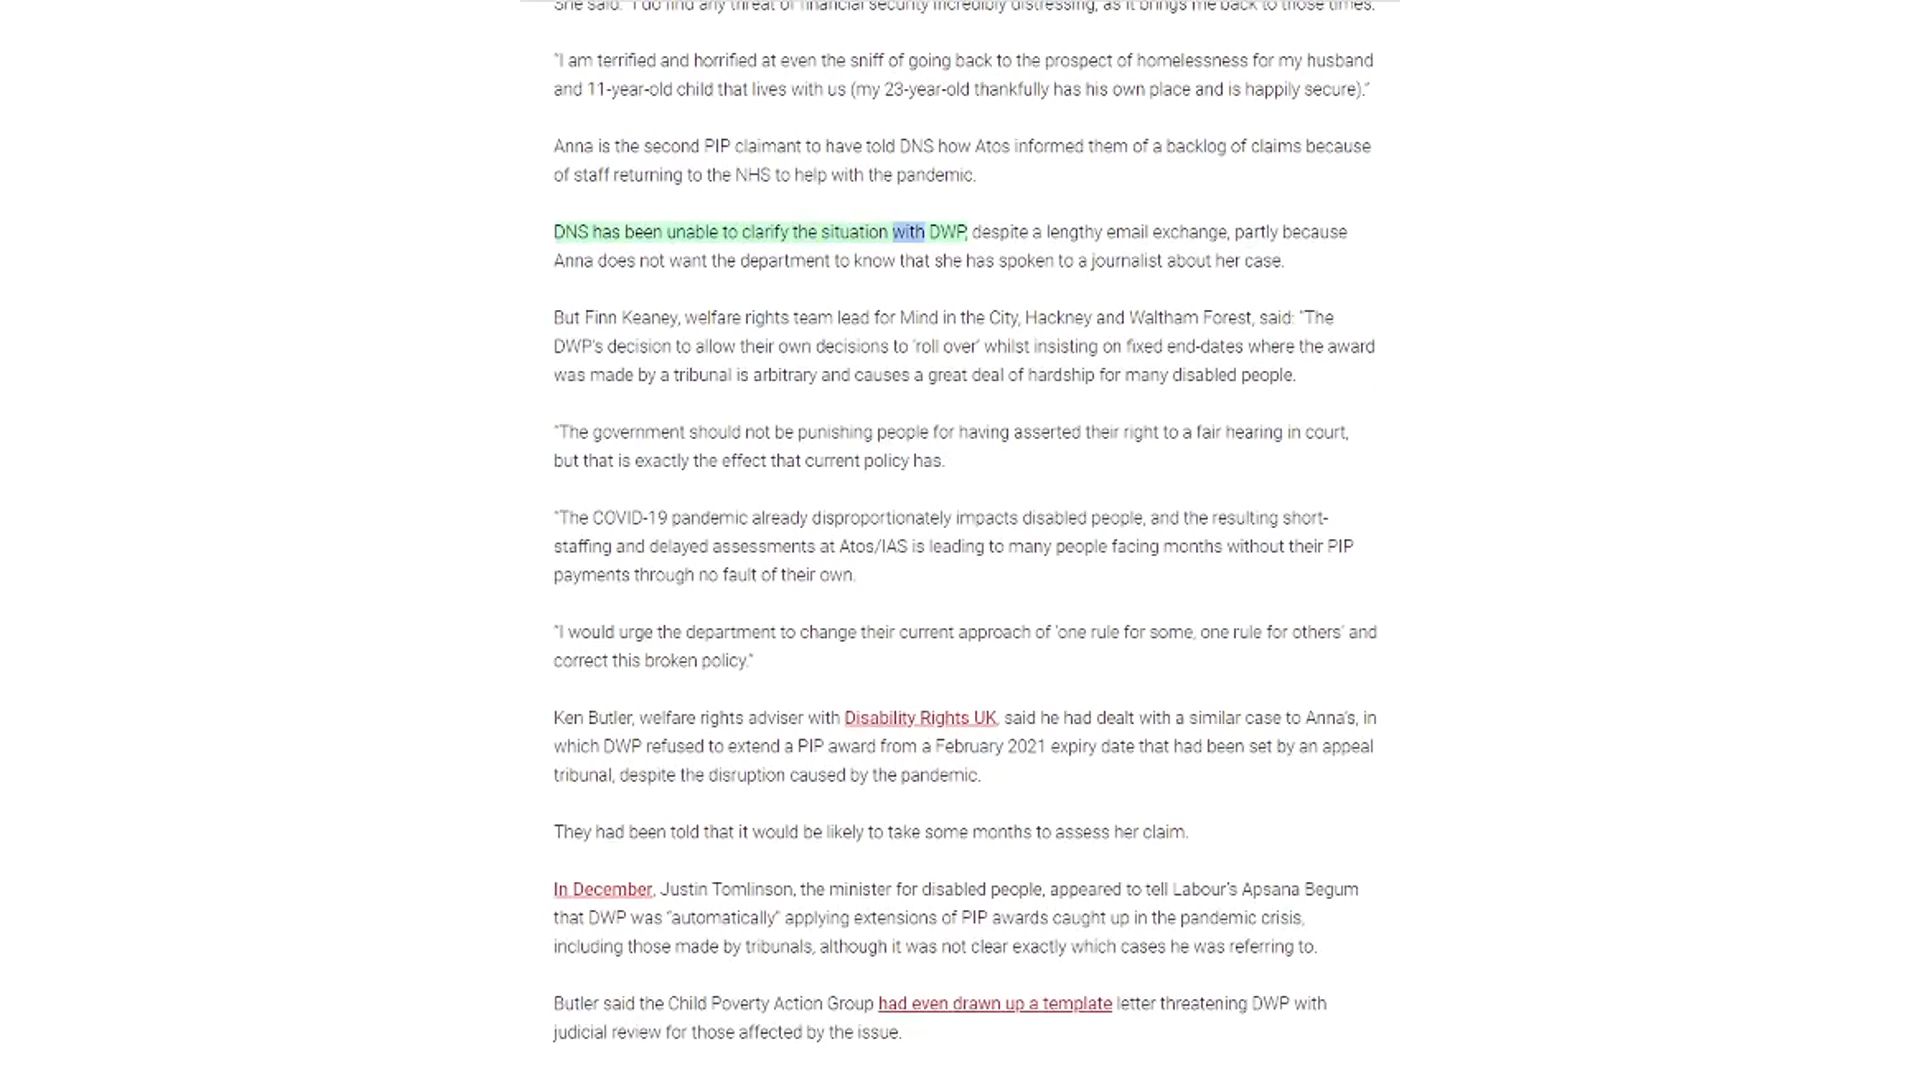 She said: "I do find any threat of financial security incredibly distressing, as it brings me back to those times.
"I am terrified and horrified at even the sniff of going back to the prospect of homelessness for my husband
and 11-year-old child that lives with us (my 23-year-old thankfully has his own place and is happily secure)."
Anna is the second PIP claimant to have told DNS how Atos informed them of a backlog of claims because
of staff returning to the NHS to help with the pandemic.
DNS has been unable to clarify the situation with DWP, despite a lengthy email exchange, partly because
Anna does not want the department to know that she has spoken to a journalist about her case.
But Finn Keaney, welfare rights team lead for Mind in the City, Hackney and Waltham Forest, said: "The
DWP's decision to allow their own decisions to 'roll over' whilst insisting on fixed end-dates where the award
was made by a tribunal is arbitrary and causes a great deal of hardship for many disabled people.
"The government should not be punishing people for having asserted their right to a fair hearing in court,
but that is exactly the effect that current policy has.
"The COVID-19 pandemic already disproportionately impacts disabled people, and the resulting short-
staffing and delayed assessments at Atos/IAS is leading to many people facing months without their PIP
payments through no fault of their own.
"I would urge the department to change their current approach of 'one rule for some, one rule for others' and
correct this broken policy."
Ken Butler, welfare rights adviser with Disability Rights UK, said he had dealt with a similar case to Anna's, in
which DWP refused to extend a PIP award from a February 2021 expiry date that had been set by an appeal
tribunal, despite the disruption caused by the pandemic.
They had been told that it would be likely to take some months to assess her claim.
In December, Justin Tomlinson, the minister for disabled people, appeared to tell Labour's Apsana Begum
that DWP was "automatically" applying extensions of PIP awards caught up in the pandemic crisis,
including those made by tribunals, although it was not clear exactly which cases he was referring to.
Butler said the Child Poverty Action Group had even drawn up a template letter threatening DWP with
judicial review for those affected by the issue.